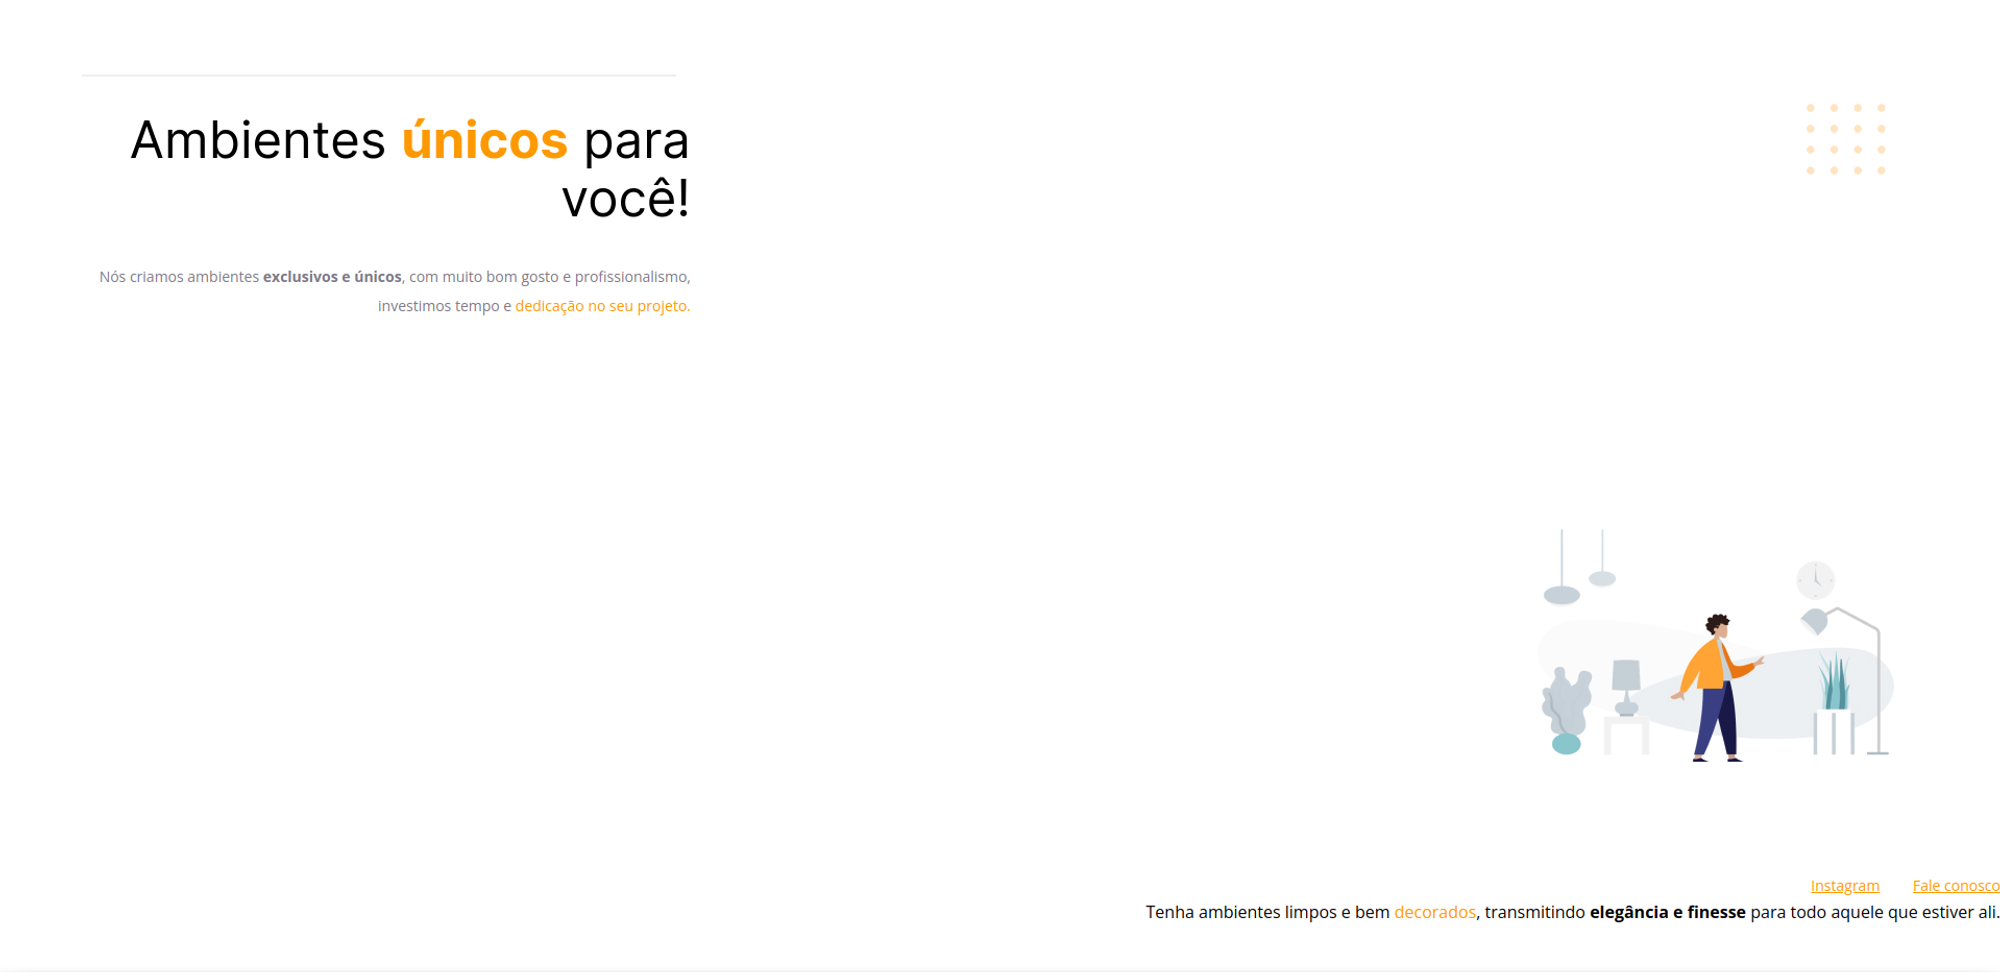 Ambientes únicos para
você!
Nós criamos ambientes exclusivos e únicos, com muito bom gosto e profissionalismo,
investimos tempo e dedicação no seu projeto.
Instagram Fale conosco
Tenha ambientes limpos e bem decorados, transmitindo elegância e finesse para todo aquele que estiver ali.